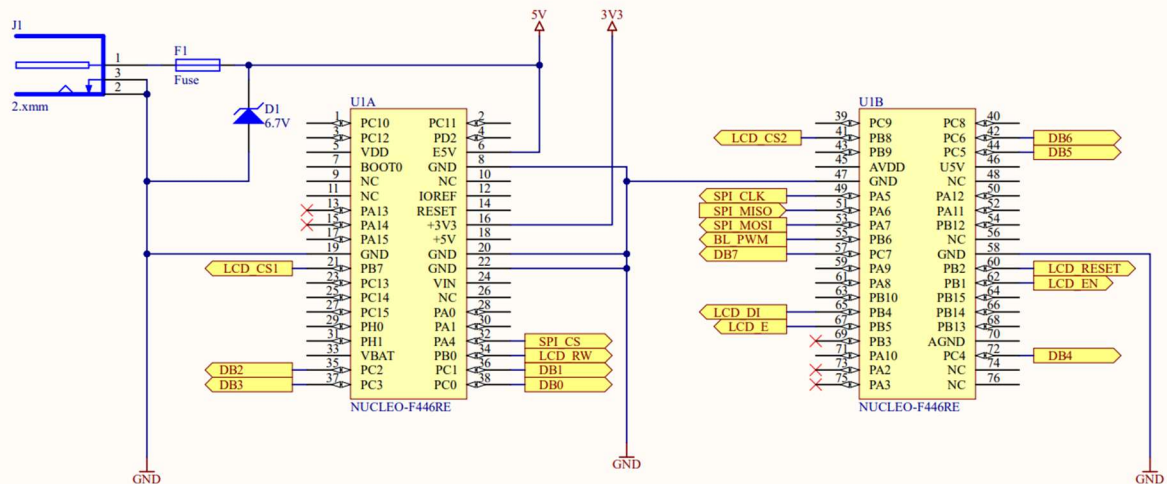 J1
1
3
2
2.xmm
F1
Fuse
D1
6.7V
5V
3V3
U1A
1 PC10 PC11 2
3 PC12 PD2 4
5 VDD E5V 6
7 BOOT0 GND 8
9 NC NC 10
11 NC IOREF 12
13 PA13 RESET 14
15 PA14 +3V3 16
17 PA15 +5V 18
19 GND GND 20
LCD_CS1 21 PB7 GND 22
23 PC13 VIN 24
25 PC14 NC 26
27 PC15 PA0 28
29 PH0 PA1 30
31 PH1 PA4 32 SPI_CS
33 VBAT PB0 34 LCD_RW
DB2 35 PC2 PC1 36 DB1
DB3 37 PC3 PC0 38 DB0
NUCLEO-F446RE
GND
GND
U1B
39 PC9 PC8 40
LCD_CS2 41 PB8 PC6 42 DB6
43 PB9 PC5 44 DB5
45 AVDD U5V 46
47 GND NC 48
SPI_CLK 49 PA5 PA12 50
SPI_MISO 51 PA6 PA11 52
SPI_MOSI 53 PA7 PB12 54
BL_PWM 55 PB6 NC 56
DB7 57 PC7 GND 58
59 PA9 PB2 60 LCD_RESET
61 PA8 PB1 62 LCD_EN
63 PB10 PB15 64
LCD_DI 65 PB4 PB14 66
LCD_E 67 PB5 PB13 68
69 PB3 AGND 70
71 PA10 PC4 72 DB4
73 PA2 NC 74
75 PA3 NC 76
NUCLEO-F446RE
GND